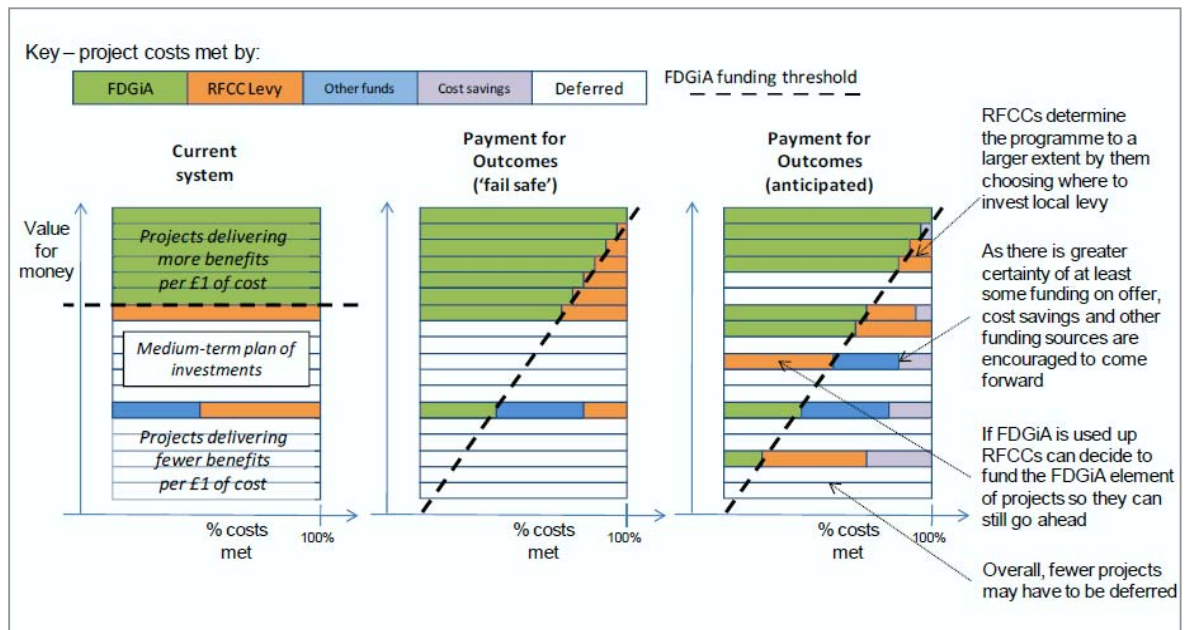 Key – project costs met by:
FDGiA
RFCC Levy
Other funds
Cost savings
Deferred
FDGiA funding threshold
Current
system
Value
for
money
Projects delivering
more benefits
per £1 of cost
Medium-term plan of
investments
Projects delivering
fewer benefits
per £1 of cost
% costs
met
100%
Payment for
Outcomes
(‘fail safe’)
% costs
met
100%
Payment for
Outcomes
(anticipated)
% costs
met
100%
RFCCs determine
the programme to a
larger extent by them
choosing where to
invest local levy
As there is greater
certainty of at least
some funding on offer,
cost savings and other
funding sources are
encouraged to come
forward
If FDGiA is used up
RFCCs can decide to
fund the FDGiA element
of projects so they can
still go ahead
Overall, fewer projects
may have to be deferred